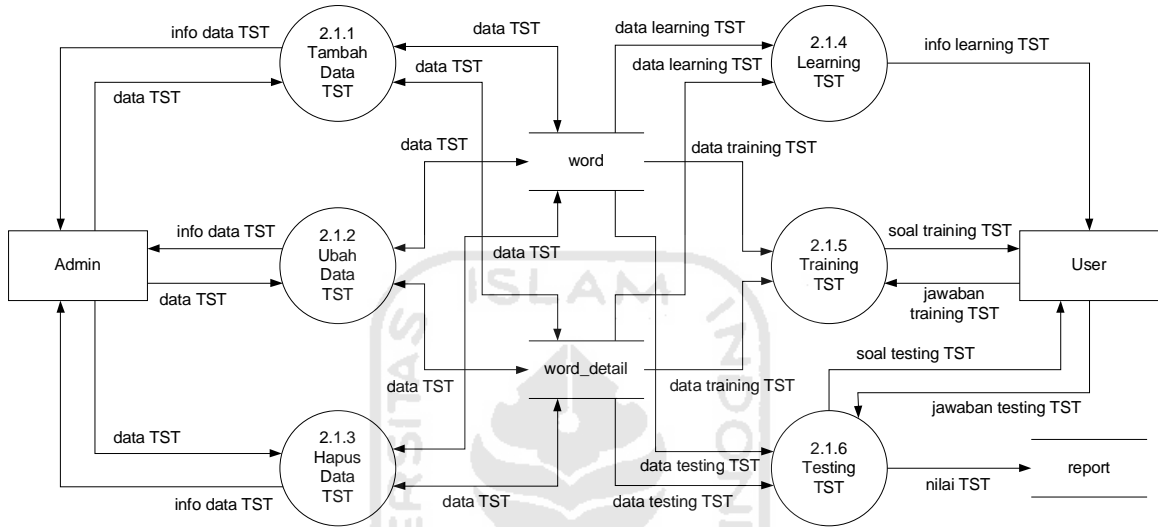 info data TST
2.1.1
Tambah
Data
TST
data TST
data TST
data TST
data learning TST
data learning TST
2.1.4
Learning
TST
info learning TST
data TST
word
data training TST
Admin
info data TST
2.1.2
Ubah
Data
TST
data TST
data TST
data TST
2.1.5
Training
TST
soal training TST
jawaban
training TST
User
word_detail
data training TST
soal testing TST
jawaban testing TST
data TST
2.1.3
Hapus
Data
TST
info data TST
data TST
data testing TST
data testing TST
2.1.6
Testing
TST
nilai TST
report
data TST
ISLAM